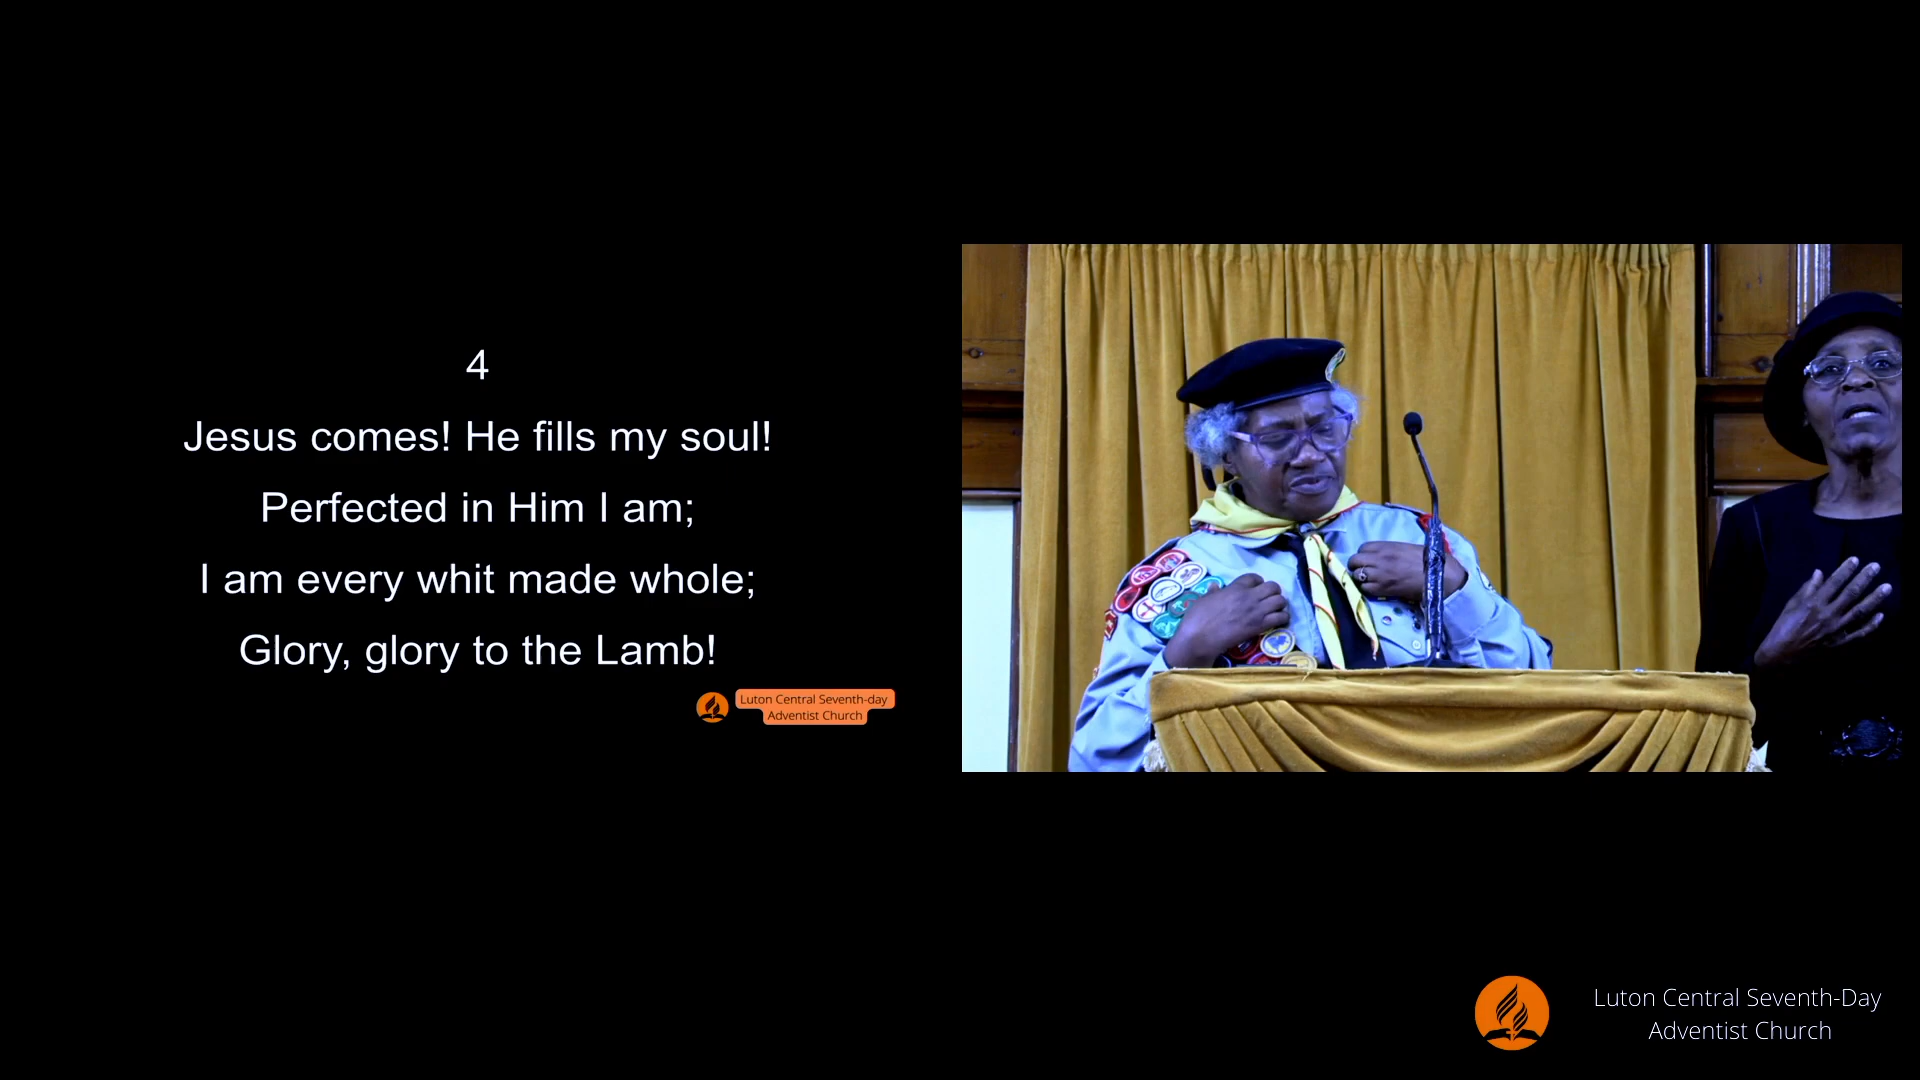 4
Jesus comes! He fills my soul!
Perfected in Him I am;
I am every whit made whole;
Glory, glory to the Lamb!
Luton Central Seventh-day
Adventist Church
Luton Central Seventh-Day
Adventist Church